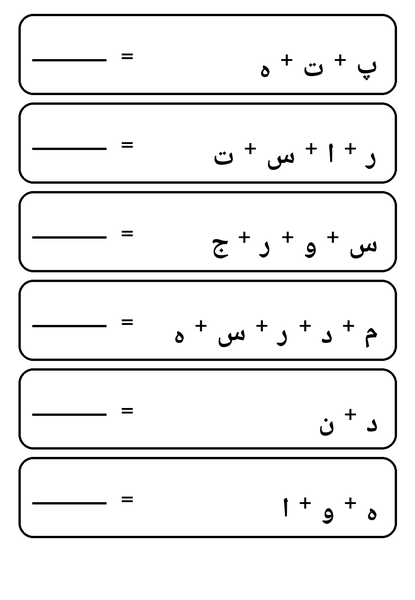 پ + ت + ه = ______
ر + ا + س + ت = ______
س + و + ر + ج = ______
م + د + ر + س + ه = ______
د + ن = ______
ه + و + ا = ______